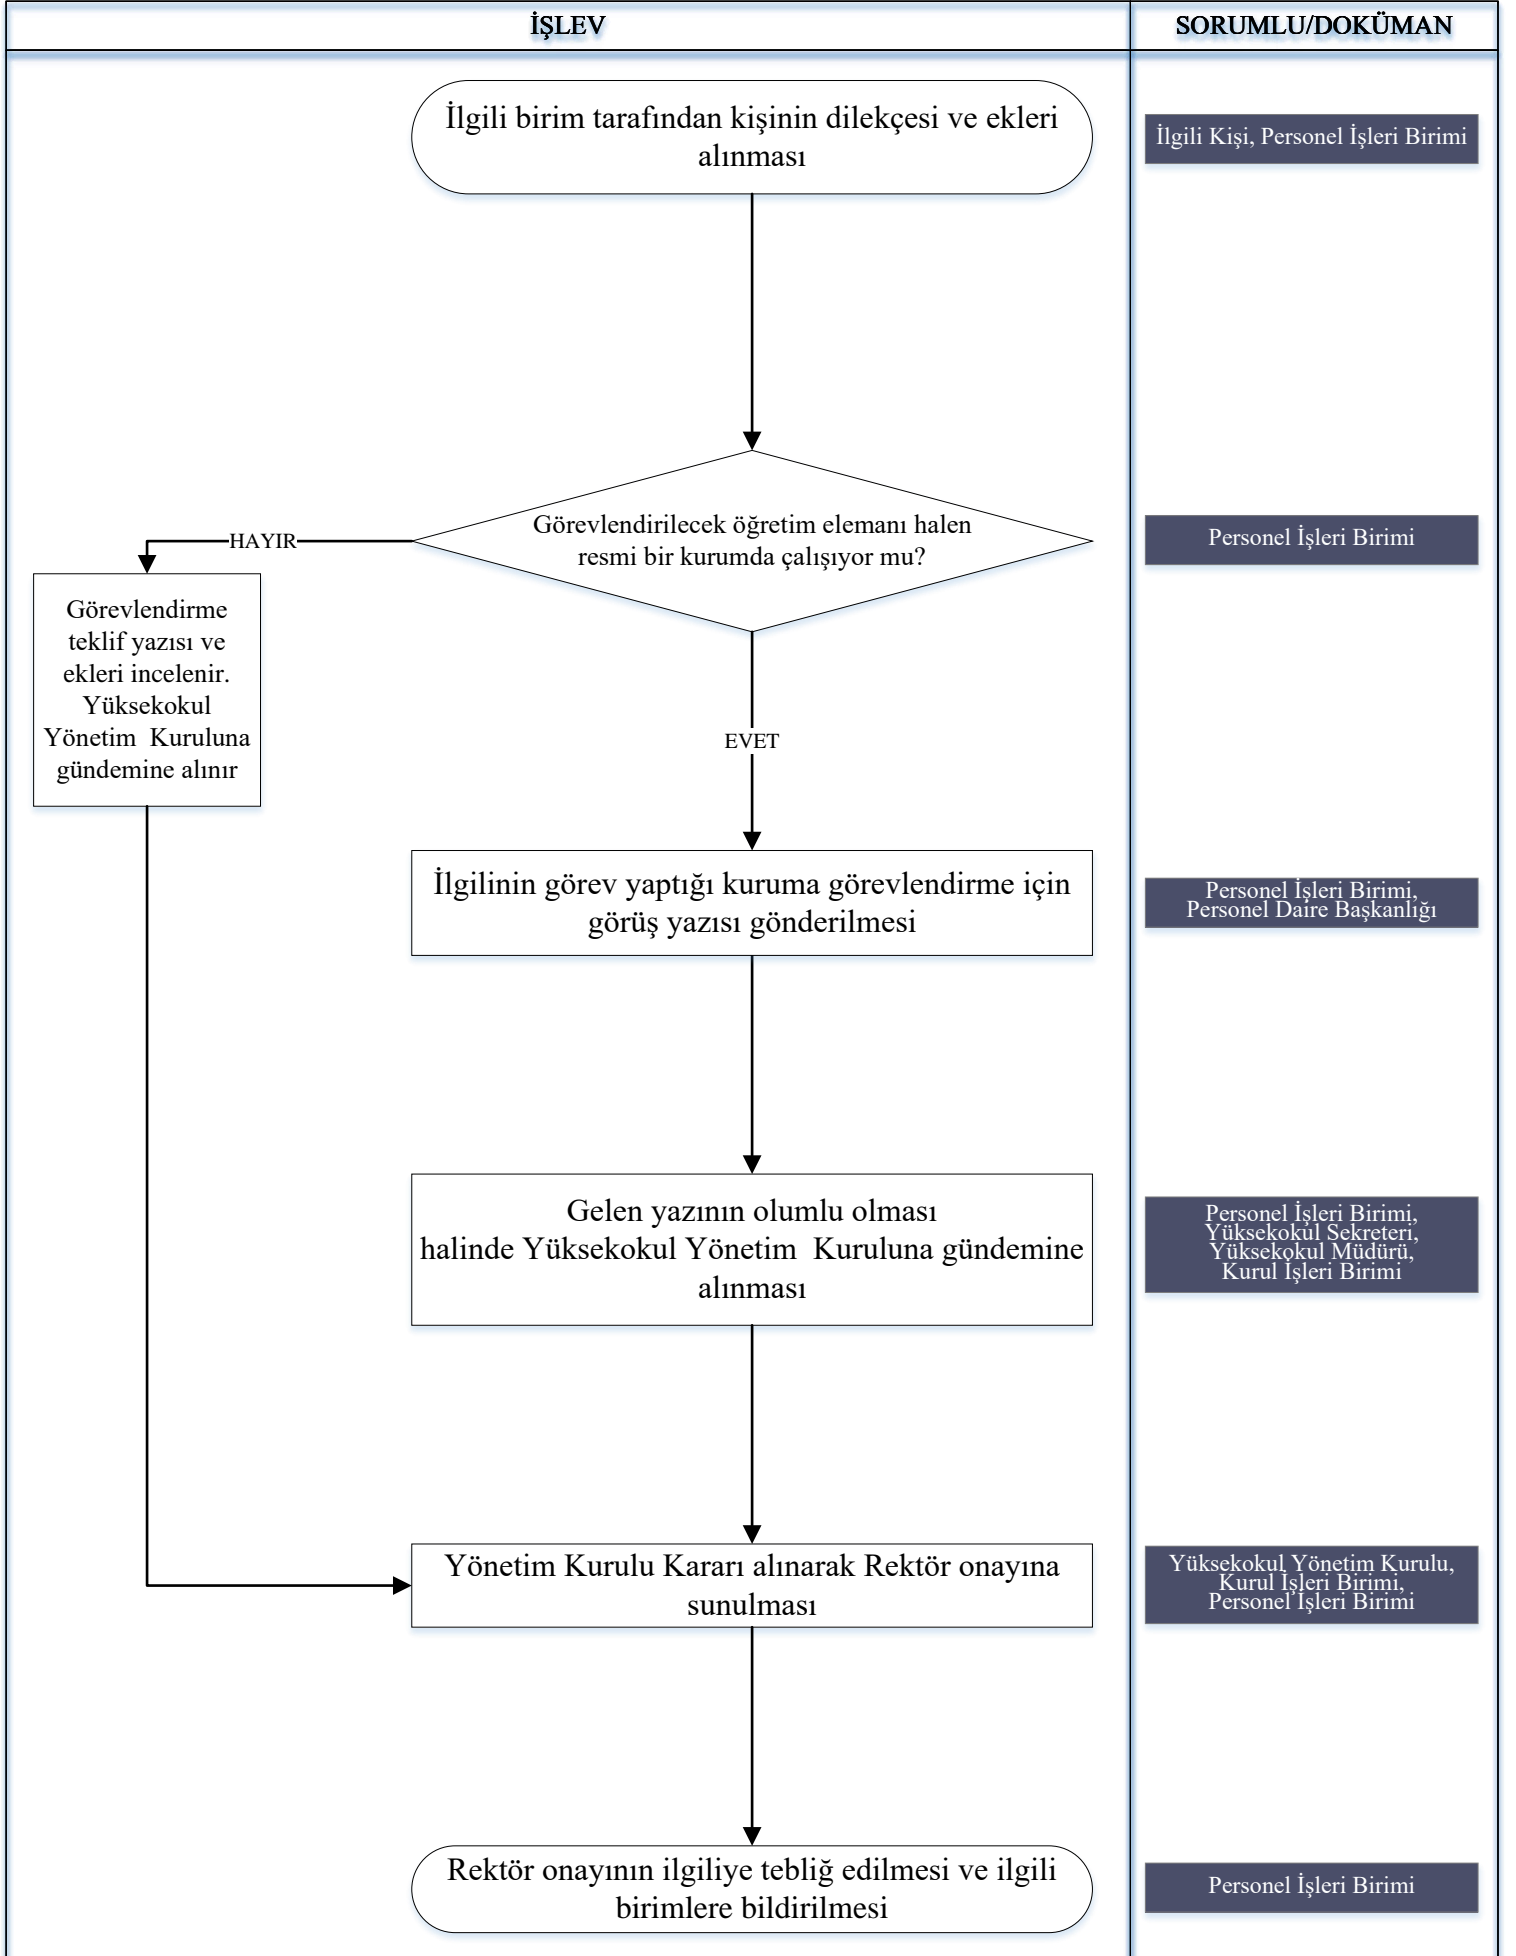 İŞLEV
SORUMLU/DOKÜMAN
İlgili birim tarafından kişinin dilekçesi ve ekleri
alınması
İlgili Kişi, Personel İşleri Birimi
Görevlendirilecek öğretim elemanı halen
resmi bir kurumda çalışıyor mu?
Personel İşleri Birimi
HAYIR
Görevlendirme
teklif yazısı ve
ekleri incelenir.
Yüksekokul
Yönetim  Kuruluna
gündemine alınır
EVET
İlgilinin görev yaptığı kuruma görevlendirme için
görüş yazısı gönderilmesi
Personel İşleri Birimi,
Personel Daire Başkanlığı
Gelen yazının olumlu olması
halinde Yüksekokul Yönetim  Kuruluna gündemine
alınması
Personel İşleri Birimi,
Yüksekokul Sekreteri,
Yüksekokul Müdürü,
Kurul İşleri Birimi
Yönetim Kurulu Kararı alınarak Rektör onayına
sunulması
Yüksekokul Yönetim Kurulu,
Kurul İşleri Birimi,
Personel İşleri Birimi
Rektör onayının ilgiliye tebliğ edilmesi ve ilgili
birimlere bildirilmesi
Personel İşleri Birimi